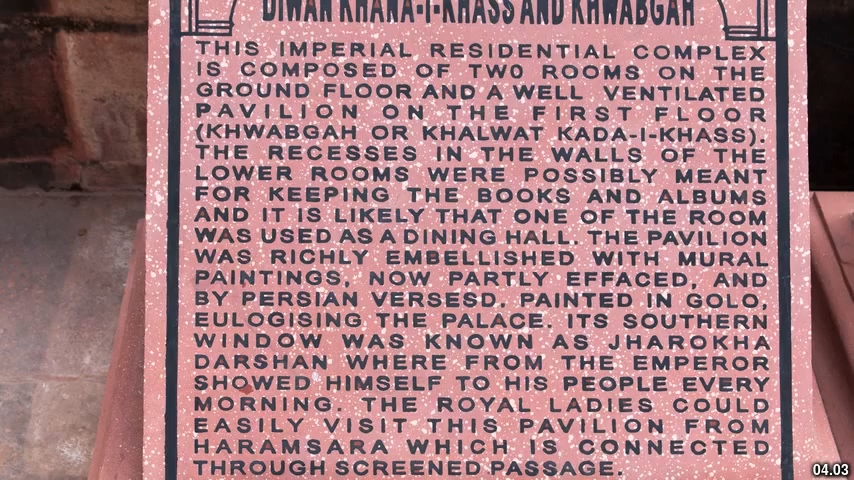 DIWAN KHANA-I-KHASS AND KHWABGAH
THIS IMPERIAL RESIDENTIAL COMPLEX
IS COMPOSED OF TWO ROOMS ON THE
GROUND FLOOR AND A WELL VENTILATED
PAVILION ON THE FIRST FLOOR
(KHWABGAH OR KHALWAT KADA-I-KHASS).
THE RECESSES IN THE WALLS OF THE
LOWER ROOMS WERE POSSIBLY MEANT
FOR KEEPING THE BOOKS AND ALBUMS
AND IT IS LIKELY THAT ONE OF THE ROOM
WAS USED AS A DINING HALL. THE PAVILION
WAS RICHLY EMBELLISHED WITH MURAL
PAINTINGS, NOW PARTLY EFFACED, AND
BY PERSIAN VERSESD, PAINTED IN GOLO,
EULOGISING THE PALACE. ITS SOUTHERN
WINDOW WAS KNOWN AS JHAROKHA
DARSHAN WHERE FROM THE EMPEROR
SHOWED HIMSELF TO HIS PEOPLE EVERY
MORNING. THE ROYAL LADIES COULD
EASILY VISIT THIS PAVILION FROM
HARAMSARA WHICH IS CONNECTED
THROUGH SCREENED PASSAGE.
04.03